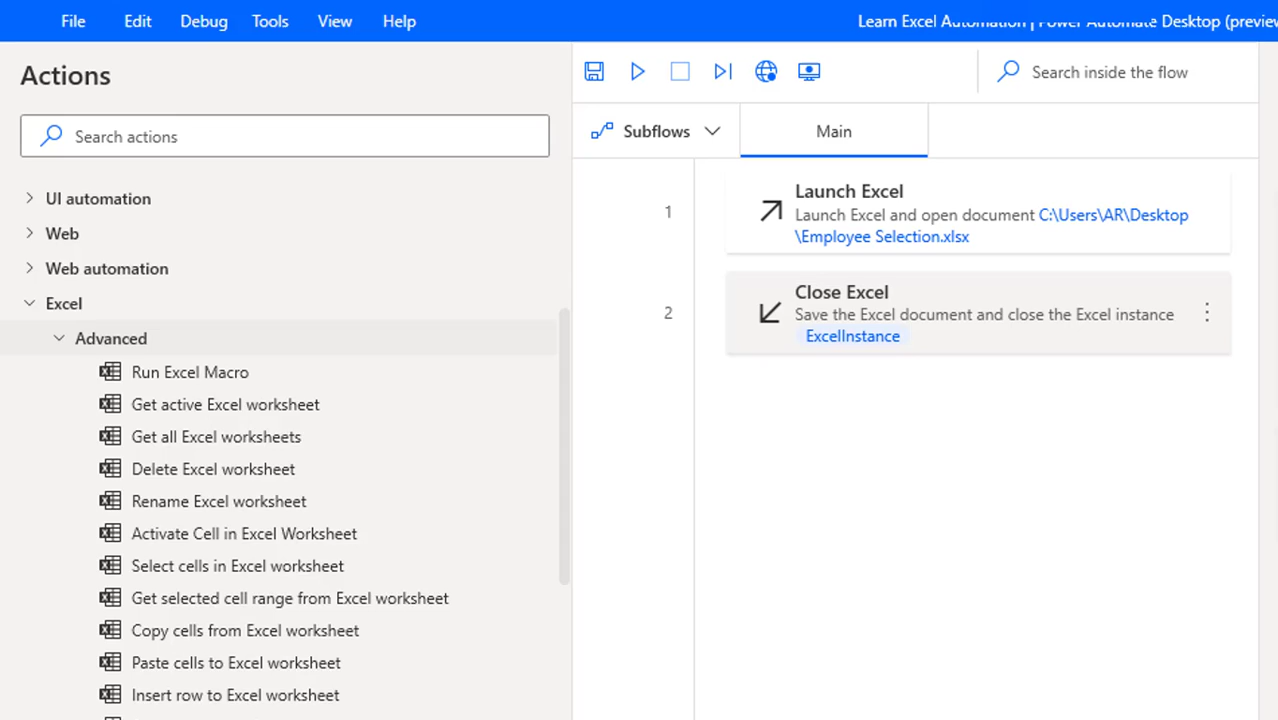 File Edit Debug Tools View Help
Learn Excel Automation | Power Automate Desktop (preview
Actions
Search actions
UI automation
Web
Web automation
Excel
Advanced
Run Excel Macro
Get active Excel worksheet
Get all Excel worksheets
Delete Excel worksheet
Rename Excel worksheet
Activate Cell in Excel Worksheet
Select cells in Excel worksheet
Get selected cell range from Excel worksheet
Copy cells from Excel worksheet
Paste cells to Excel worksheet
Insert row to Excel worksheet
Search inside the flow
Subflows
Main
1
Launch Excel
Launch Excel and open document C:\Users\AR\Desktop
\Employee Selection.xlsx
2
Close Excel
Save the Excel document and close the Excel instance
ExcelInstance